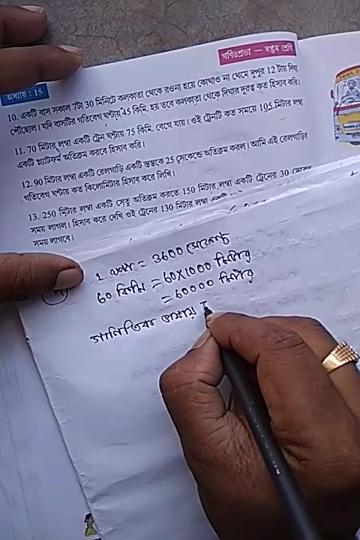 গণিতপ্রভা — সপ্তম শ্রেণি
অধ্যায় : 15
10. একটি বাস সকাল 7টা 30 মিনিটে কলকাতা থেকে রওনা হয়ে কোথাও না থেমে দুপুর 12 টায় দিঘা
পৌঁছোল। যদি বাসটির গতিবেগ ঘণ্টায় 45 কিমি. হয় তবে কলকাতা থেকে দিঘার দূরত্ব কত হিসাব করি।
11. 70 মিটার লম্বা একটি ট্রেন ঘণ্টায় 75 কিমি. বেগে যায়। ওই ট্রেনটি কত সময়ে 105 মিটার লম্বা
একটি প্ল্যাটফর্ম অতিক্রম করবে হিসাব করি।
12. 90 মিটার লম্বা একটি রেলগাড়ি একটি স্তম্ভকে 25 সেকেন্ডে অতিক্রম করল। আমি এই রেলগাড়ির
গতিবেগ ঘণ্টায় কত কিলোমিটার হিসাব করে লিখি।
13. 250 মিটার লম্বা একটি সেতু অতিক্রম করতে 150 মিটার লম্বা একটি ট্রেনের 30
সময় লাগল। হিসাব করে দেখি ওই ট্রেনের 130 মিটার লম্বা
সময় লাগবে।
1 ঘণ্টা = 3600 সেকেন্ড
60 কিমি = 60×1000 মিটার
= 60000 মিটার
গাণিতিক ভাষায়